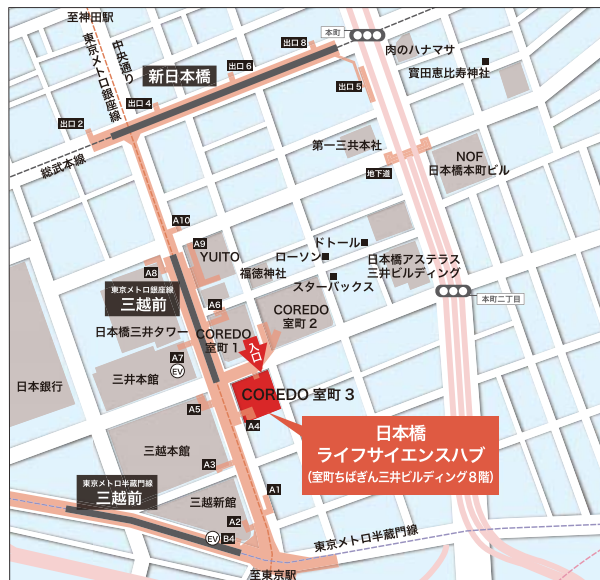 至神田駅
中央通り
東京メトロ銀座線
新日本橋
出口 8
出口 6
出口 4
出口 2
出口 5
本町
肉のハナマサ
寶田恵比寿神社
総武本線
第一三共本社
地下道
NOF
日本橋本町ビル
A10
A9
YUITO
A8
ドトール
ローソン
福徳神社
スターバックス
日本橋アステラス
三井ビルディング
本町二丁目
東京メトロ銀座線
三越前
A6
日本橋三井タワー
COREDO
室町 1
COREDO
室町 2
入口
A7
EV
三井本館
日本銀行
COREDO 室町 3
A5
A4
日本橋
ライフサイエンスハブ
(室町ちばぎん三井ビルディング８階)
三越本館
A3
東京メトロ半蔵門線
三越前
三越新館
A1
A2
EV
B4
東京メトロ半蔵門線
至東京駅